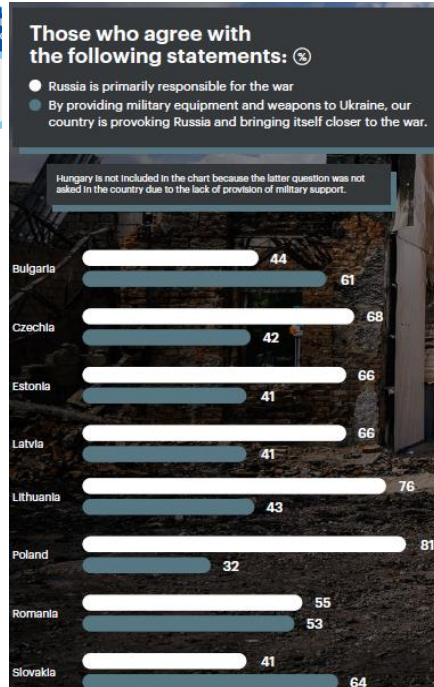 Those who agree with
the following statements: %
Russia is primarily responsible for the war
By providing military equipment and weapons to Ukraine, our
country is provoking Russia and bringing itself closer to the war.
Hungary is not included in the chart because the latter question was not
asked in the country due to the lack of provision of military support.
Bulgaria
44
61
Czechia
68
42
Estonia
66
41
Latvia
66
41
Lithuania
76
43
Poland
81
32
Romania
55
53
Slovakia
41
64